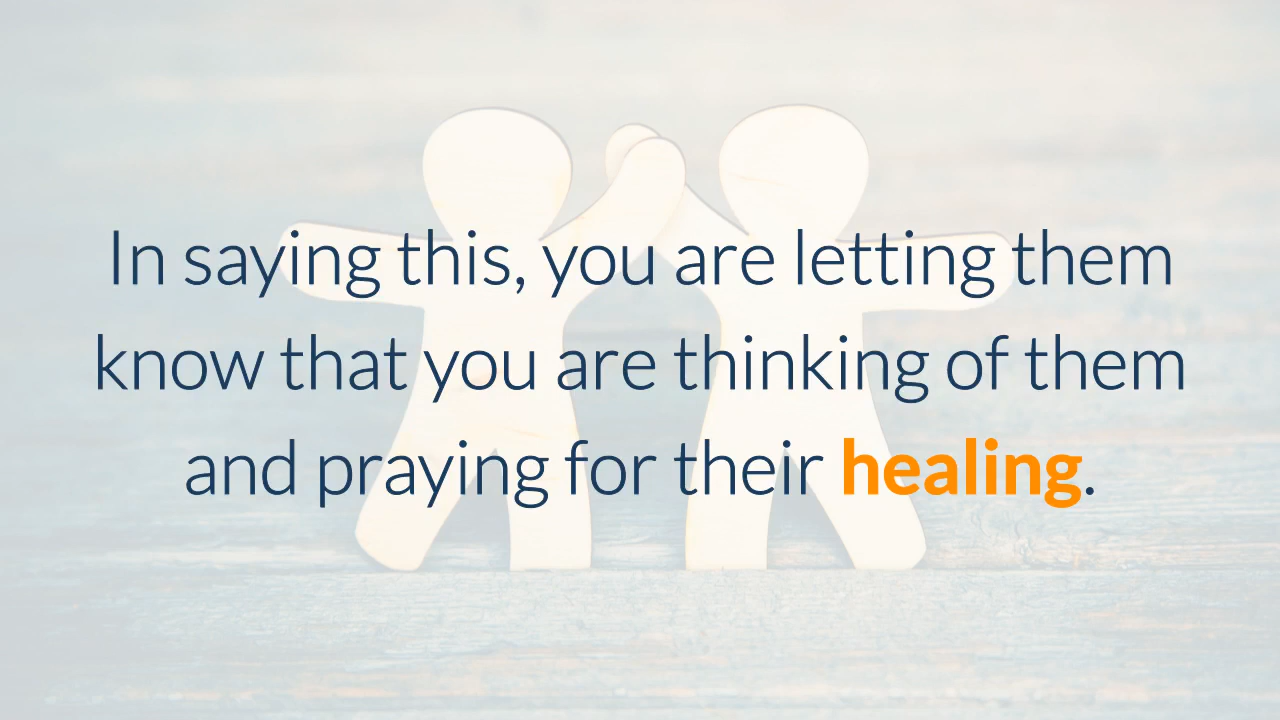 In saying this, you are letting them
know that you are thinking of them
and praying for their healing.